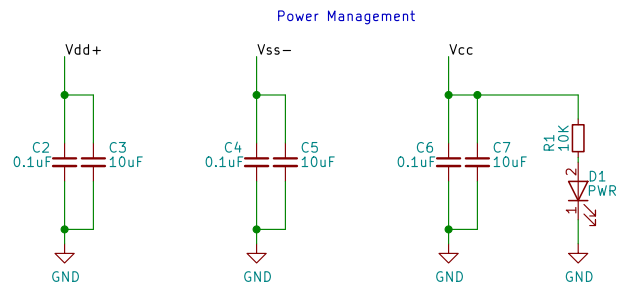 Power Management
Vdd+ Vss- Vcc
C2 C3 C4 C5 C6 C7
0.1uF 10uF 0.1uF 10uF 0.1uF 10uF
R1
10K
2
D1
PWR
1
GND GND GND GND